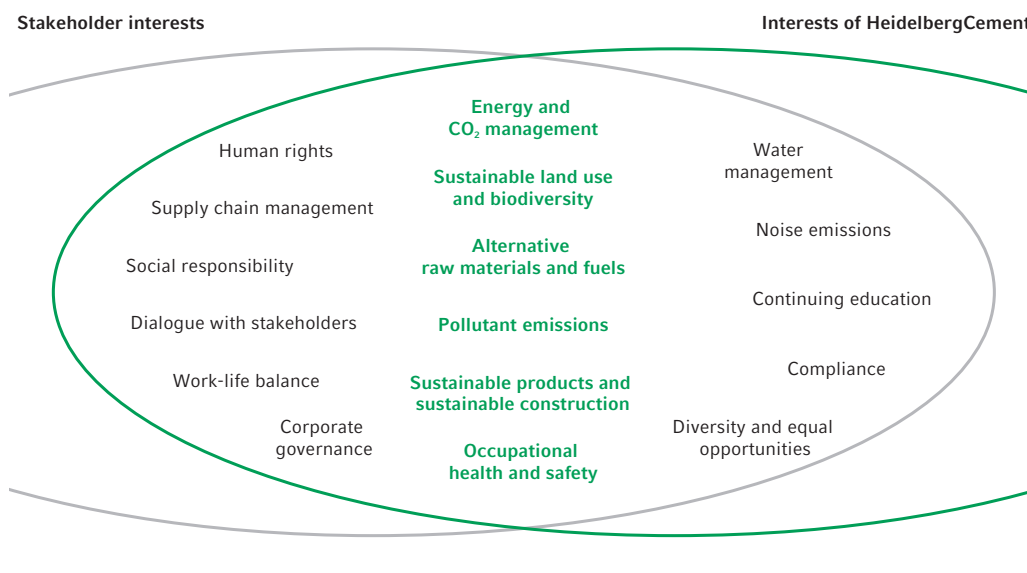 Stakeholder interests
Interests of HeidelbergCement
Human rights
Supply chain management
Social responsibility
Dialogue with stakeholders
Work-life balance
Corporate
governance
Energy and
CO₂ management
Sustainable land use
and biodiversity
Alternative
raw materials and fuels
Pollutant emissions
Sustainable products and
sustainable construction
Occupational
health and safety
Water
management
Noise emissions
Continuing education
Compliance
Diversity and equal
opportunities